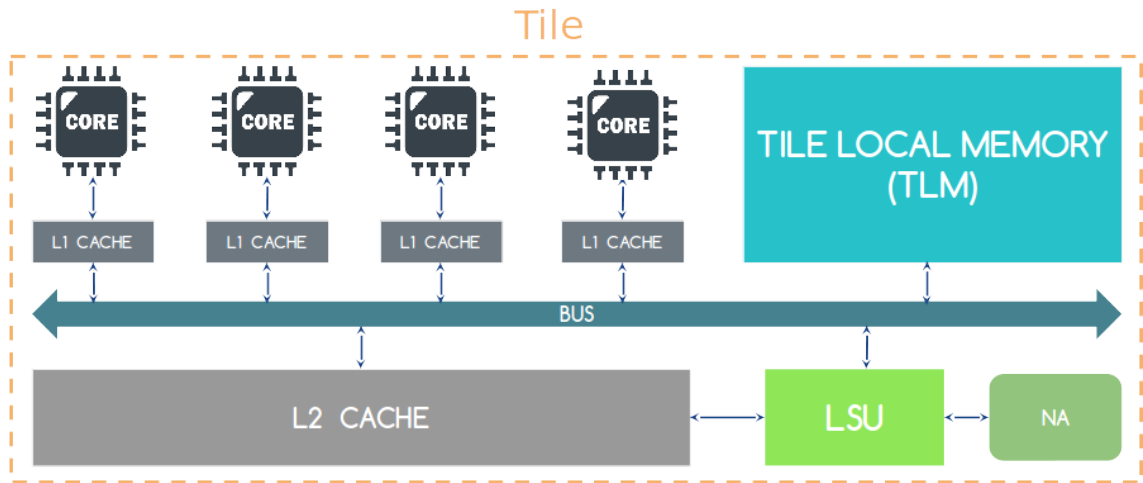 Tile
CORE
CORE
CORE
CORE
TILE LOCAL MEMORY
(TLM)
L1 CACHE
L1 CACHE
L1 CACHE
L1 CACHE
BUS
L2 CACHE
LSU
NA